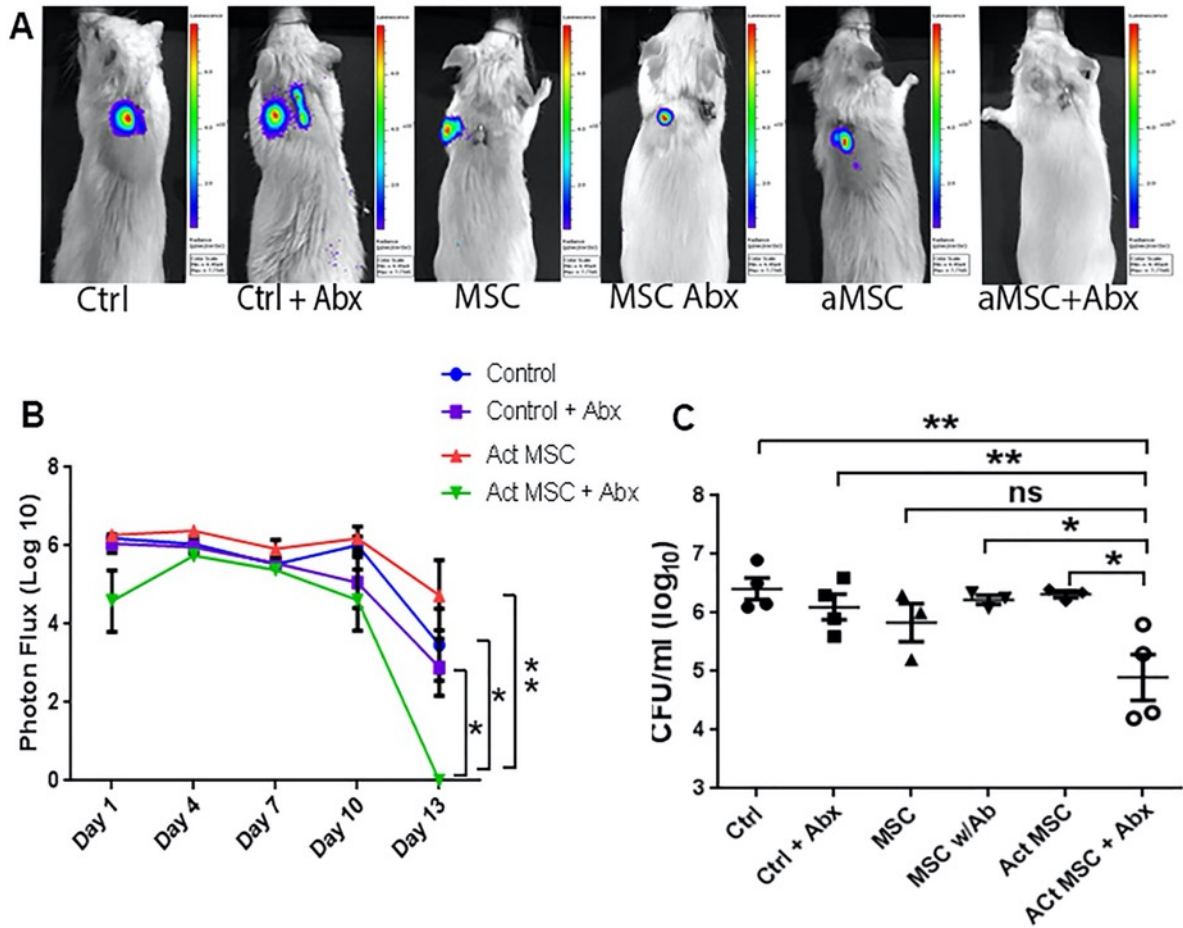 A
Ctrl
Ctrl + Abx
MSC
MSC Abx
aMSC
aMSC+Abx
Control
Control + Abx
Act MSC
Act MSC + Abx
B
Photon Flux (Log 10)
8
6
4
2
0
Day 1
Day 4
Day 7
Day 10
Day 13
*
*
**
C
**
**
ns
*
*
CFU/ml (log10)
8
7
6
5
4
3
Ctrl
Ctrl + Abx
MSC
MSC w/Ab
Act MSC
ACt MSC + Abx